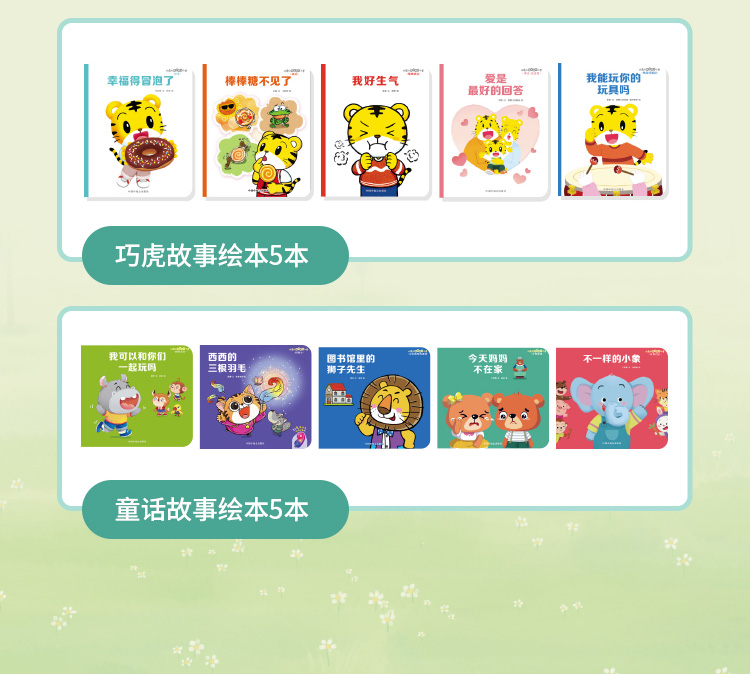 幸福得冒泡了
棒棒糖不见了
我好生气
爱是
最好的回答
我能玩你的
玩具吗
巧虎故事绘本5本
我可以和你们
一起玩吗
西西的
三根羽毛
图书馆里的
狮子先生
今天妈妈
不在家
不一样的小象
童话故事绘本5本